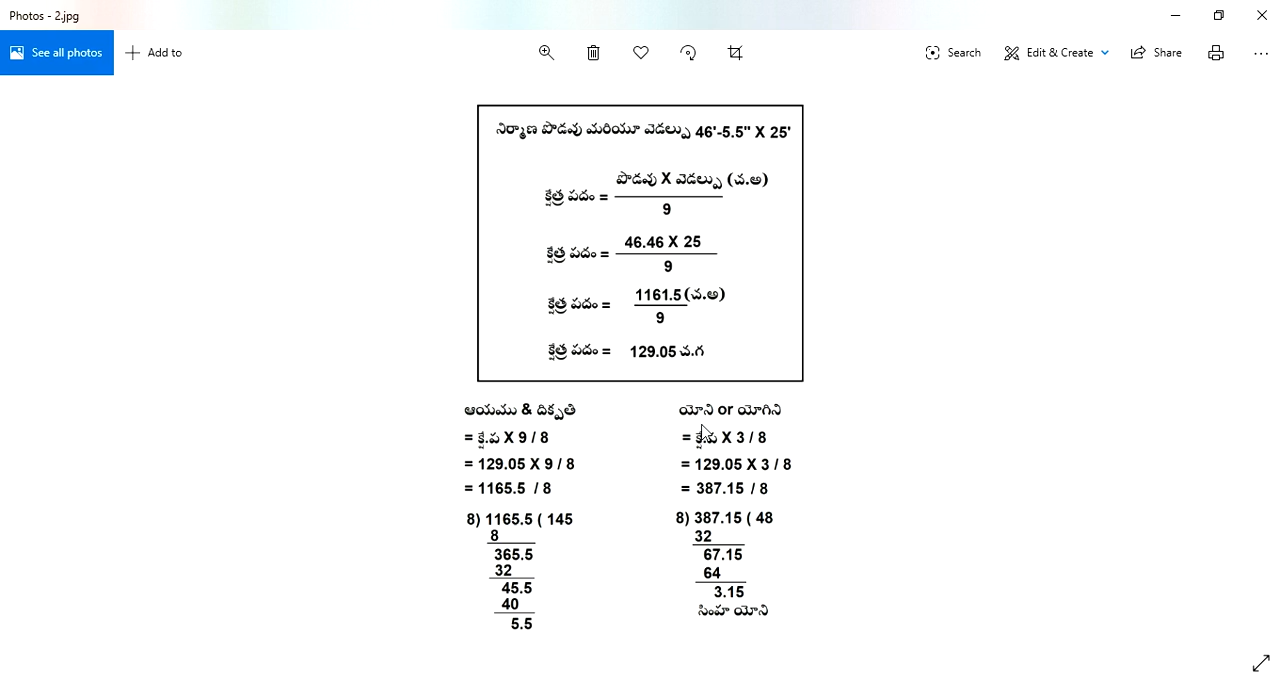 Photos - 2.jpg
See all photos
Add to
Search
Edit & Create
Share
నిర్మాణ పొడవు మరియూ వెడల్పు 46'-5.5" X 25'
పొడవు X వెడల్పు (చ.అ)
క్షేత్ర పదం =
9
46.46 X 25
క్షేత్ర పదం =
9
1161.5 (చ.అ)
క్షేత్ర పదం =
9
క్షేత్ర పదం = 129.05 చ.గ
ఆయము & దిక్పతి
= క్షే.ప X 9 / 8
= 129.05 X 9 / 8
= 1165.5 / 8
8) 1165.5 ( 145
8
365.5
32
45.5
40
5.5
యోని or యోగిని
= క్షే.ప X 3 / 8
= 129.05 X 3 / 8
= 387.15 / 8
8) 387.15 ( 48
32
67.15
64
3.15
సింహ యోని